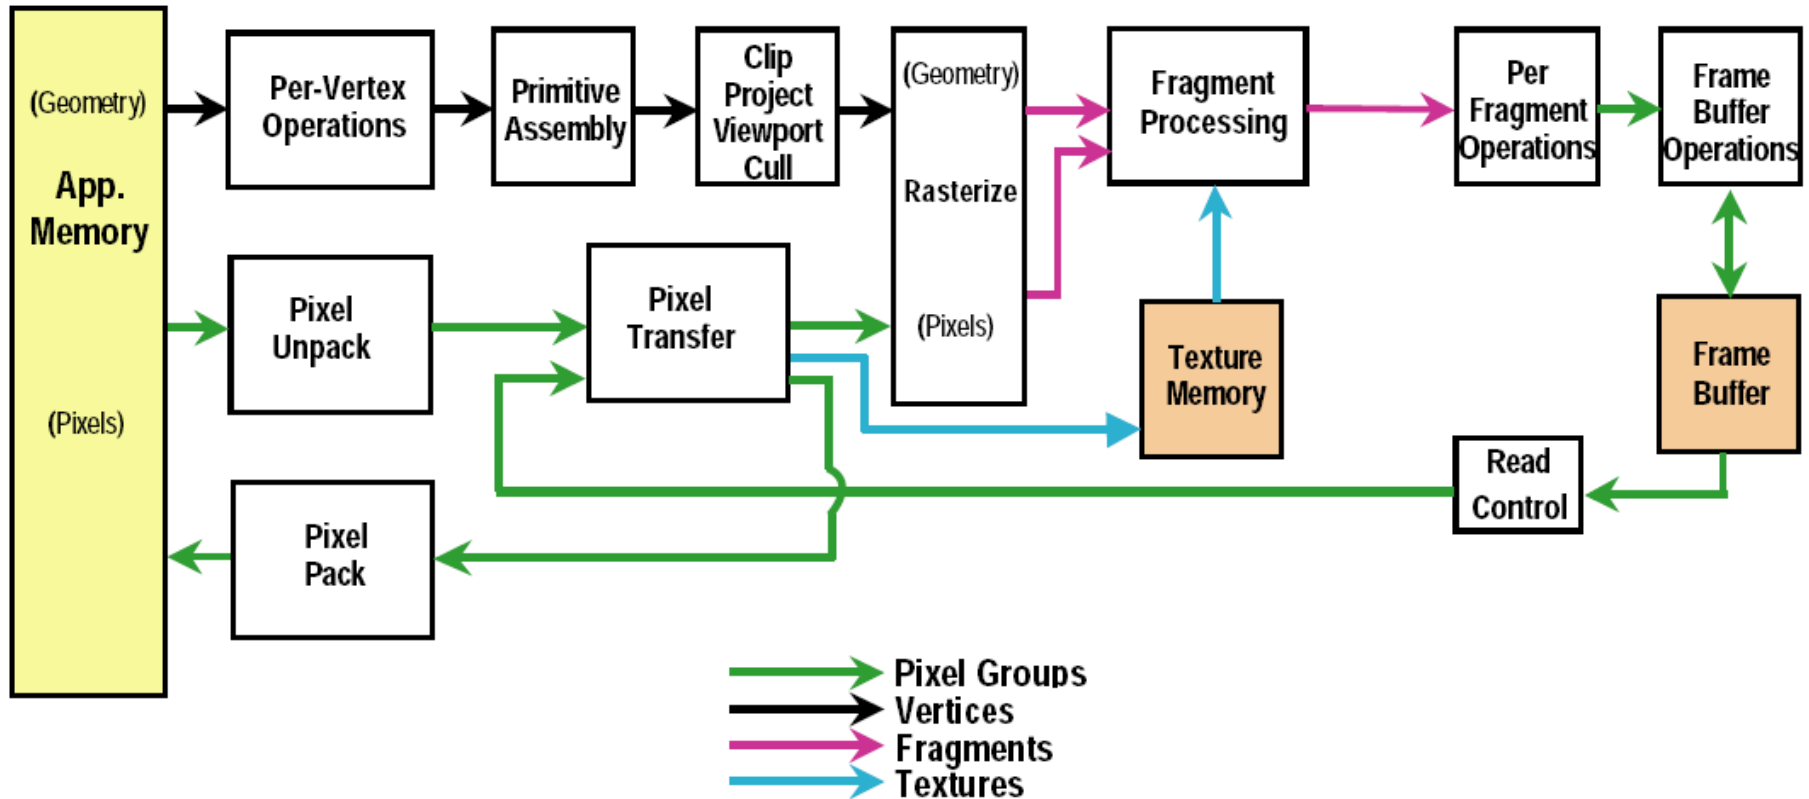 (Geometry)
App.
Memory
(Pixels)
Per-Vertex
Operations
Primitive
Assembly
Clip
Project
Viewport
Cull
(Geometry)
Rasterize
(Pixels)
Fragment
Processing
Per
Fragment
Operations
Frame
Buffer
Operations
Pixel
Unpack
Pixel
Transfer
Texture
Memory
Frame
Buffer
Read
Control
Pixel
Pack
Pixel Groups
Vertices
Fragments
Textures